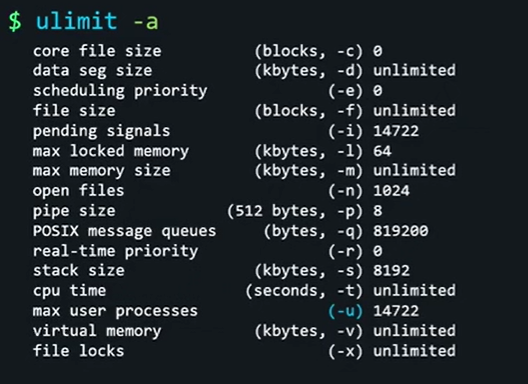 $ ulimit -a
core file size (blocks, -c) 0
data seg size (kbytes, -d) unlimited
scheduling priority (-e) 0
file size (blocks, -f) unlimited
pending signals (-i) 14722
max locked memory (kbytes, -l) 64
max memory size (kbytes, -m) unlimited
open files (-n) 1024
pipe size (512 bytes, -p) 8
POSIX message queues (bytes, -q) 819200
real-time priority (-r) 0
stack size (kbytes, -s) 8192
cpu time (seconds, -t) unlimited
max user processes (-u) 14722
virtual memory (kbytes, -v) unlimited
file locks (-x) unlimited